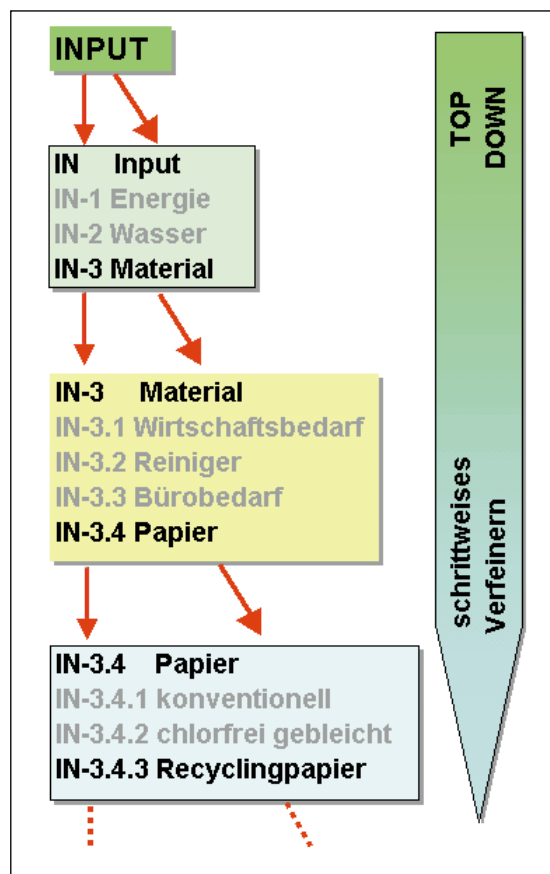 INPUT
IN Input
IN-1 Energie
IN-2 Wasser
IN-3 Material
IN-3 Material
IN-3.1 Wirtschaftsbedarf
IN-3.2 Reiniger
IN-3.3 Bürobedarf
IN-3.4 Papier
IN-3.4 Papier
IN-3.4.1 konventionell
IN-3.4.2 chlorfrei gebleicht
IN-3.4.3 Recyclingpapier
TOP
DOWN
schrittweises
Verfeinern